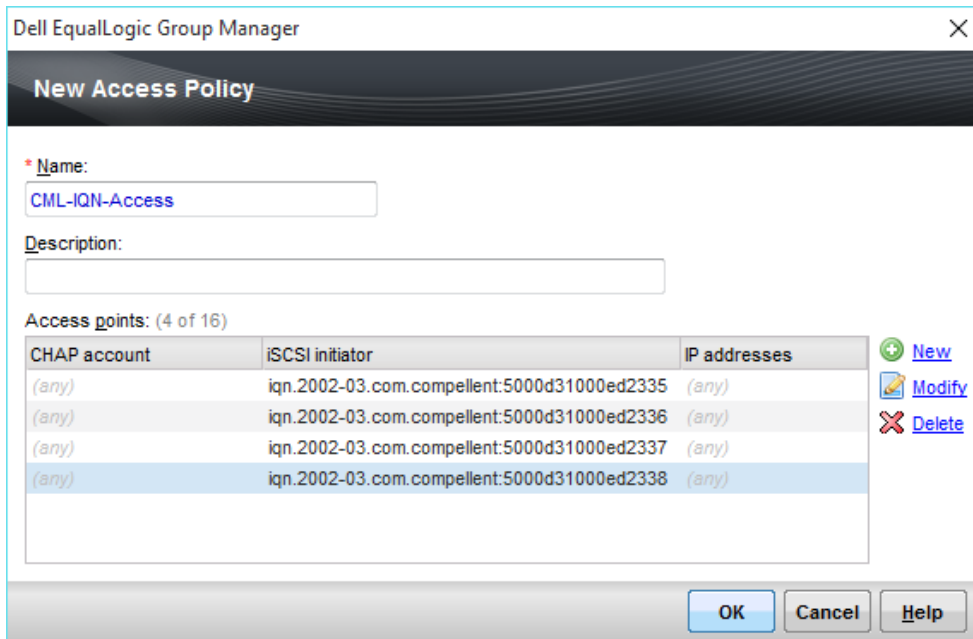 Dell EqualLogic Group Manager
New Access Policy
* Name:
CML-IQN-Access
Description:
Access points: (4 of 16)
CHAP account iSCSI initiator IP addresses
(any) iqn.2002-03.com.compellent:5000d31000ed2335 (any)
(any) iqn.2002-03.com.compellent:5000d31000ed2336 (any)
(any) iqn.2002-03.com.compellent:5000d31000ed2337 (any)
(any) iqn.2002-03.com.compellent:5000d31000ed2338 (any)
New
Modify
Delete
OK Cancel Help